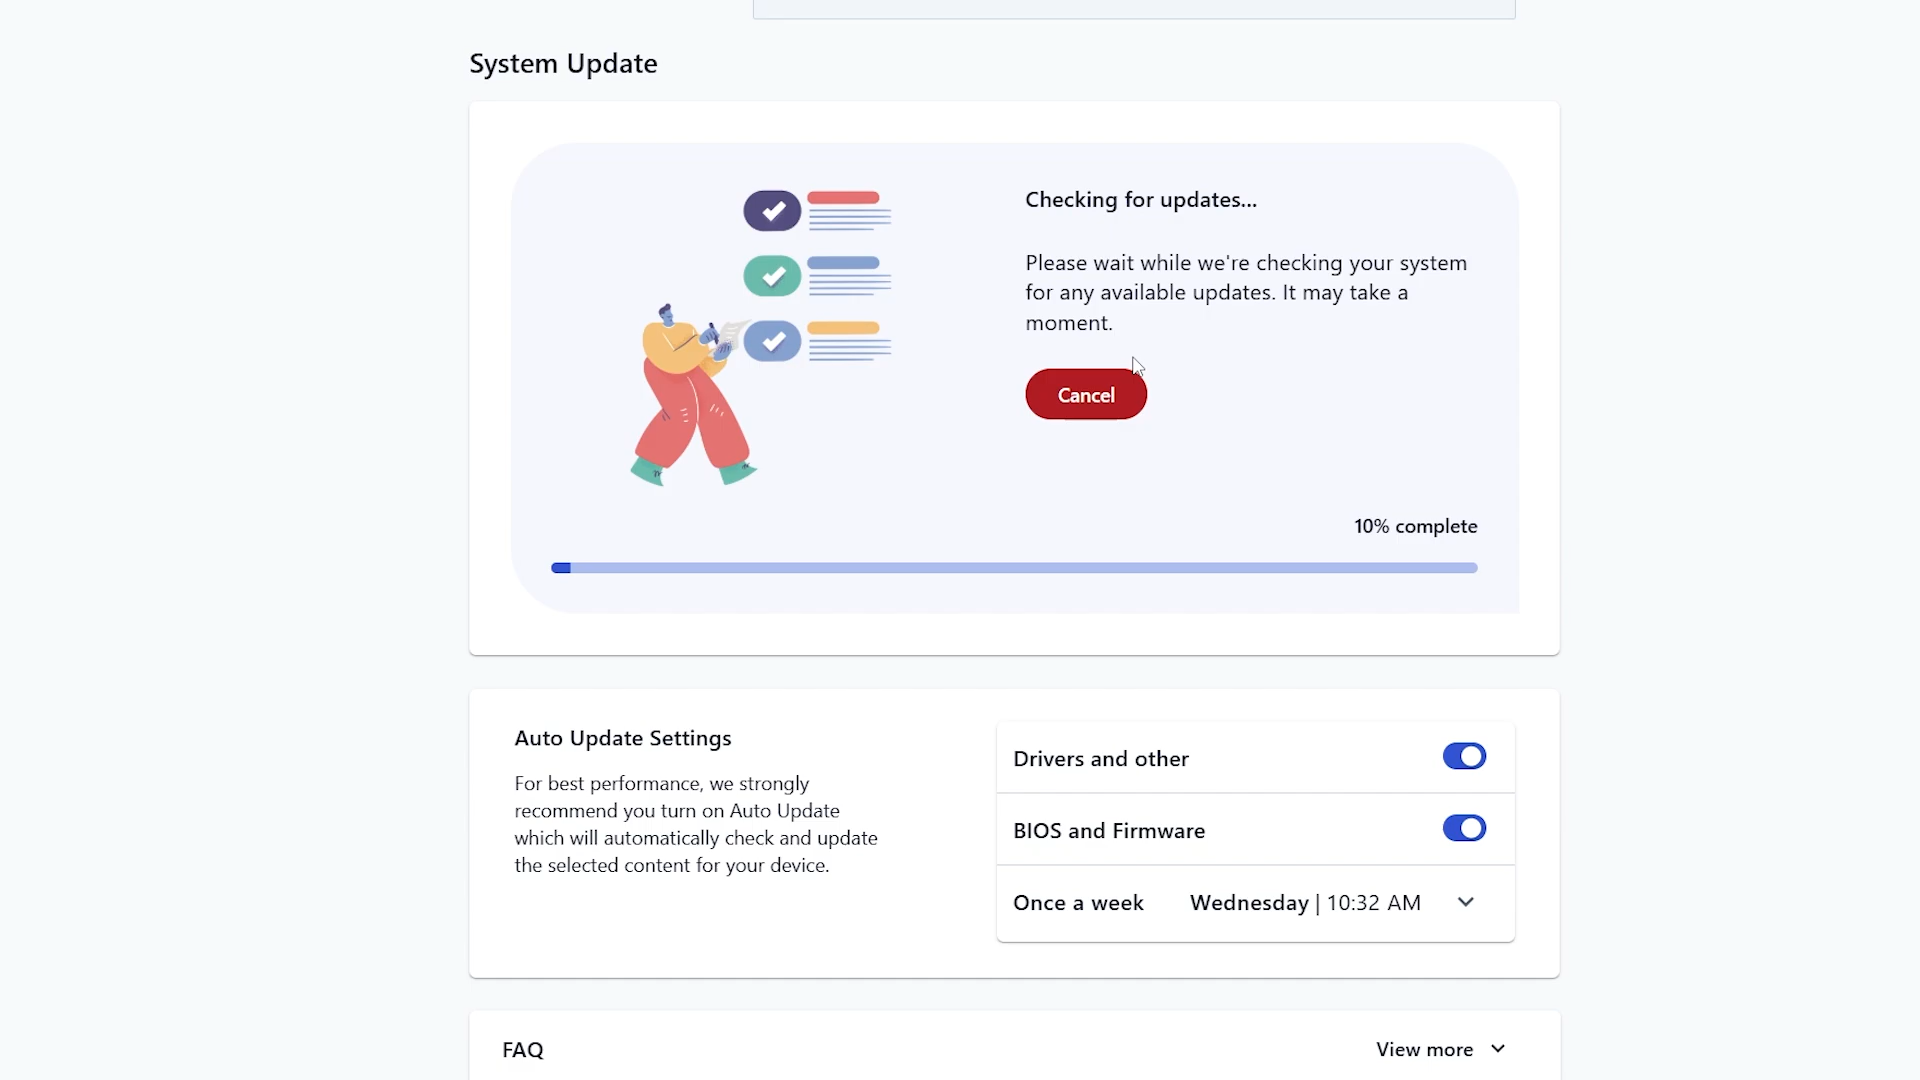 System Update
Checking for updates...
Please wait while we're checking your system
for any available updates. It may take a
moment.
Cancel
10% complete
Auto Update Settings
For best performance, we strongly
recommend you turn on Auto Update
which will automatically check and update
the selected content for your device.
Drivers and other
BIOS and Firmware
Once a week Wednesday | 10:32 AM
FAQ View more